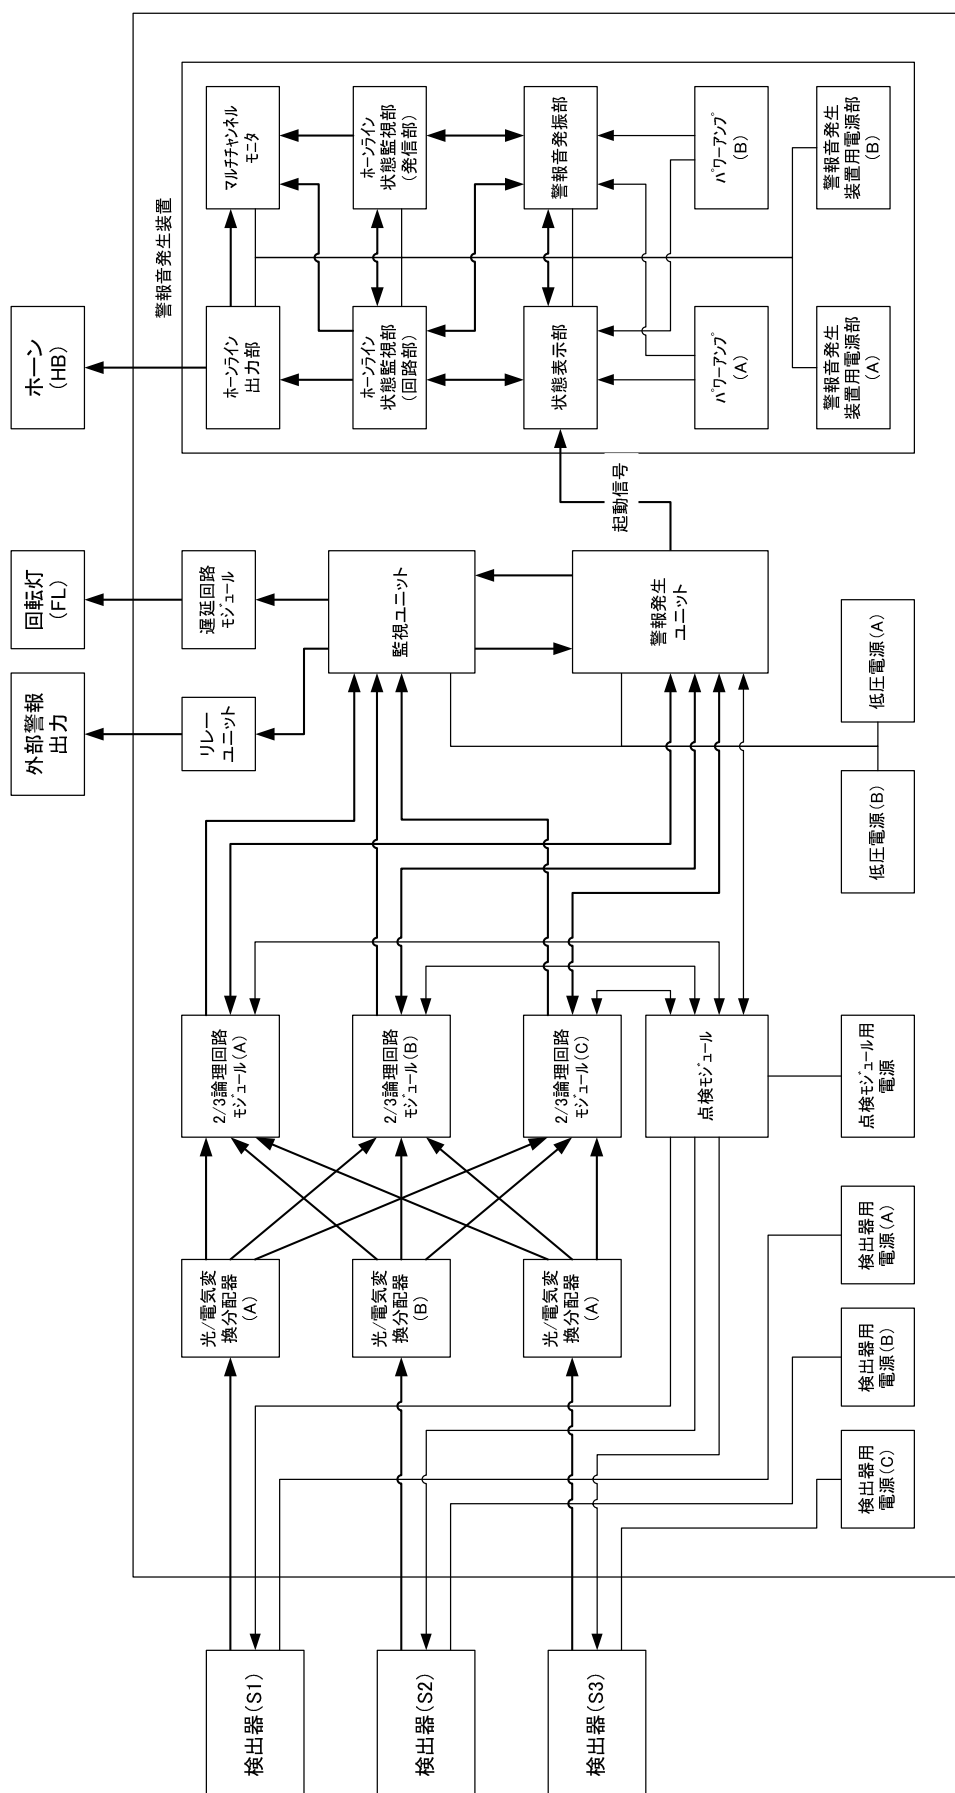 検出器(S1)
検出器(S2)
検出器(S3)
光/電気変
換分配器
(A)
光/電気変
換分配器
(B)
光/電気変
換分配器
(A)
検出器用
電源(C)
検出器用
電源(B)
検出器用
電源(A)
2/3論理回路
モジュール(A)
2/3論理回路
モジュール(B)
2/3論理回路
モジュール(C)
点検モジュール
点検モジュール用
電源
外部警報
出力
リレー
ユニット
回転灯
(FL)
遅延回路
モジュール
監視ユニット
警報発生
ユニット
低圧電源(B)
低圧電源(A)
起動信号
ホーン
(HB)
警報音発生装置
ホーンライン
出力部
ホーンライン
状態監視部
(回路部)
状態表示部
パワーアンプ
(A)
警報音発生
装置用電源部
(A)
マルチチャンネル
モニタ
ホーンライン
状態監視部
(発信部)
警報音発振部
パワーアンプ
(B)
警報音発生
装置用電源部
(B)